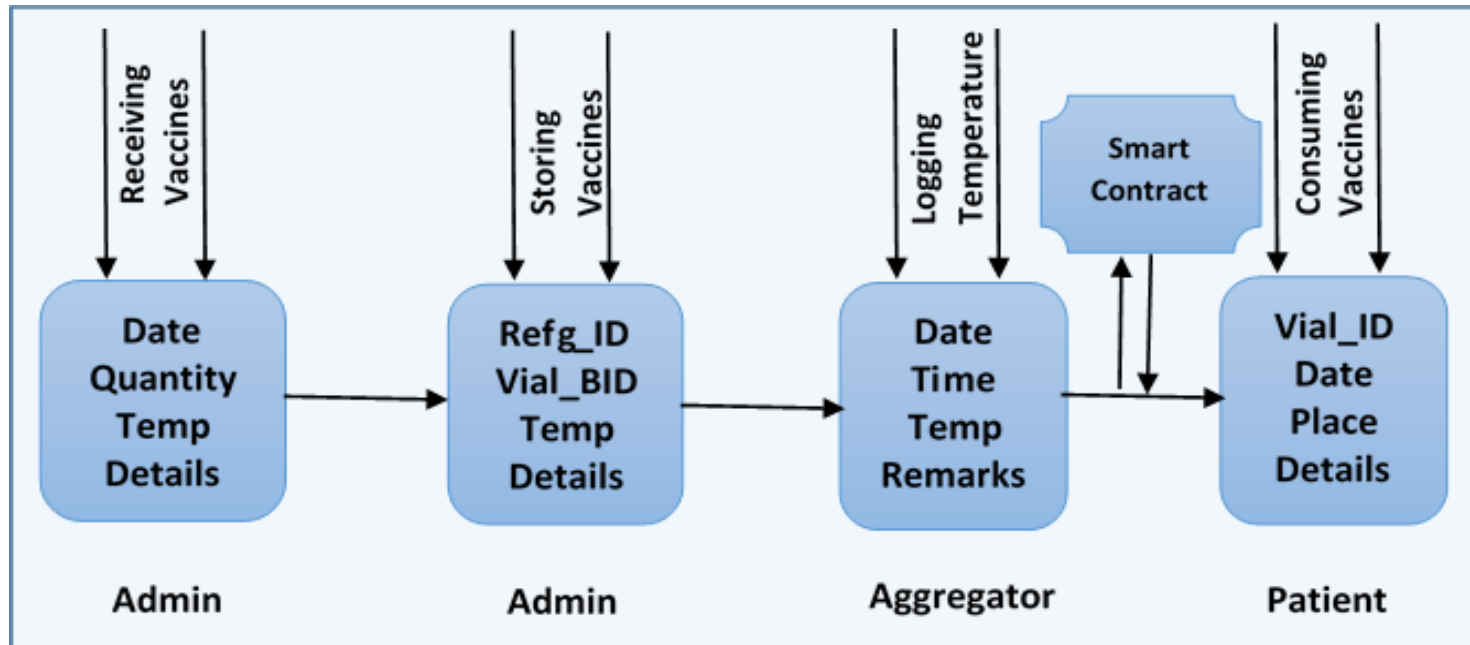 Receiving
Vaccines
Storing
Vaccines
Logging
Temperature
Smart
Contract
Consuming
Vaccines
Date
Quantity
Temp
Details
Refg_ID
Vial_BID
Temp
Details
Date
Time
Temp
Remarks
Vial_ID
Date
Place
Details
Admin
Admin
Aggregator
Patient